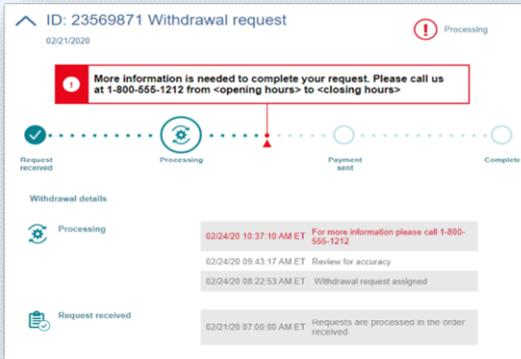 ID: 23569871 Withdrawal request
02/21/2020
Processing
More information is needed to complete your request. Please call us
at 1-800-555-1212 from <opening hours> to <closing hours>
Request
received
Processing
Payment
sent
Complete
Withdrawal details
Processing
02/24/20 10:37:10 AM ET For more information please call 1-800-
555-1212
02/24/20 09:43:17 AM ET Review for accuracy
02/24/20 08:22:53 AM ET Withdrawal request assigned
Request received
02/21/20 07:00:00 AM ET Requests are processed in the order
received